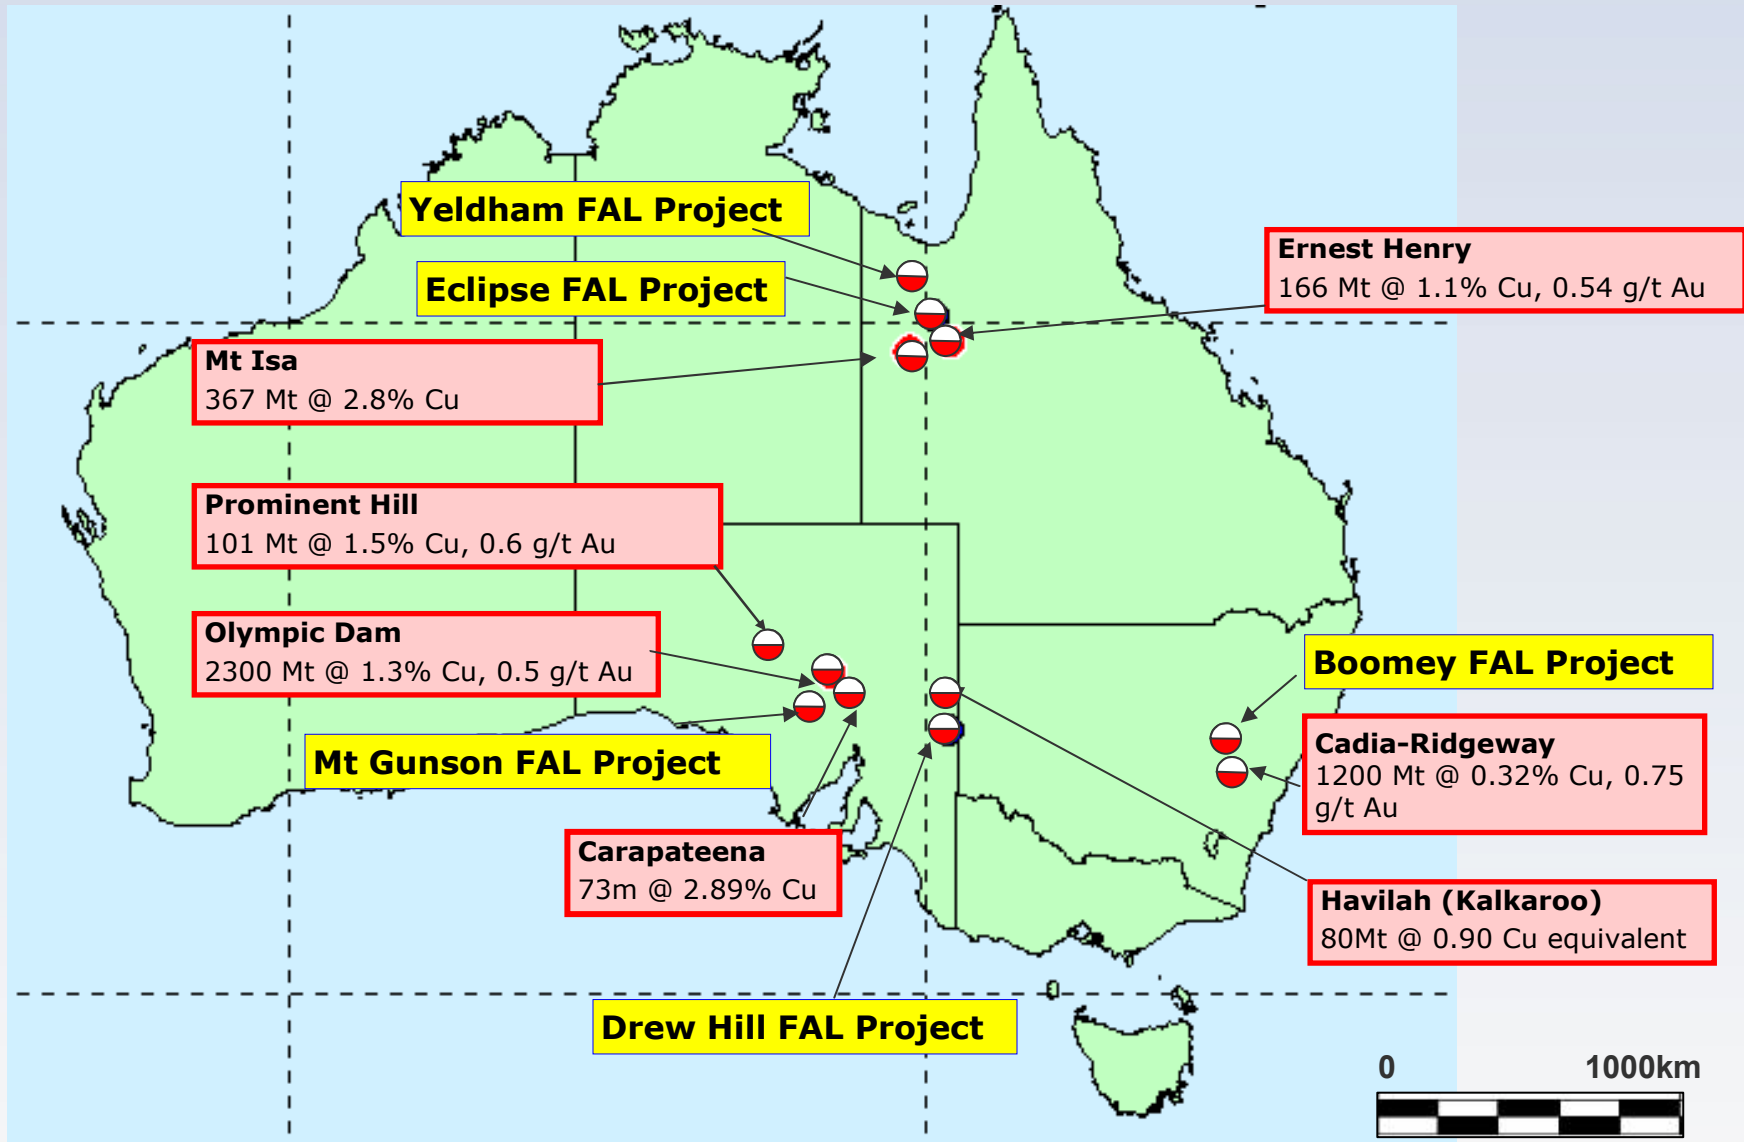 Yeldham FAL Project
Ernest Henry
166 Mt @ 1.1% Cu, 0.54 g/t Au
Eclipse FAL Project
Mt Isa
367 Mt @ 2.8% Cu
Prominent Hill
101 Mt @ 1.5% Cu, 0.6 g/t Au
Olympic Dam
2300 Mt @ 1.3% Cu, 0.5 g/t Au
Boomey FAL Project
Mt Gunson FAL Project
Cadia-Ridgeway
1200 Mt @ 0.32% Cu, 0.75
g/t Au
Carapateena
73m @ 2.89% Cu
Havilah (Kalkaroo)
80Mt @ 0.90 Cu equivalent
Drew Hill FAL Project
0 1000km